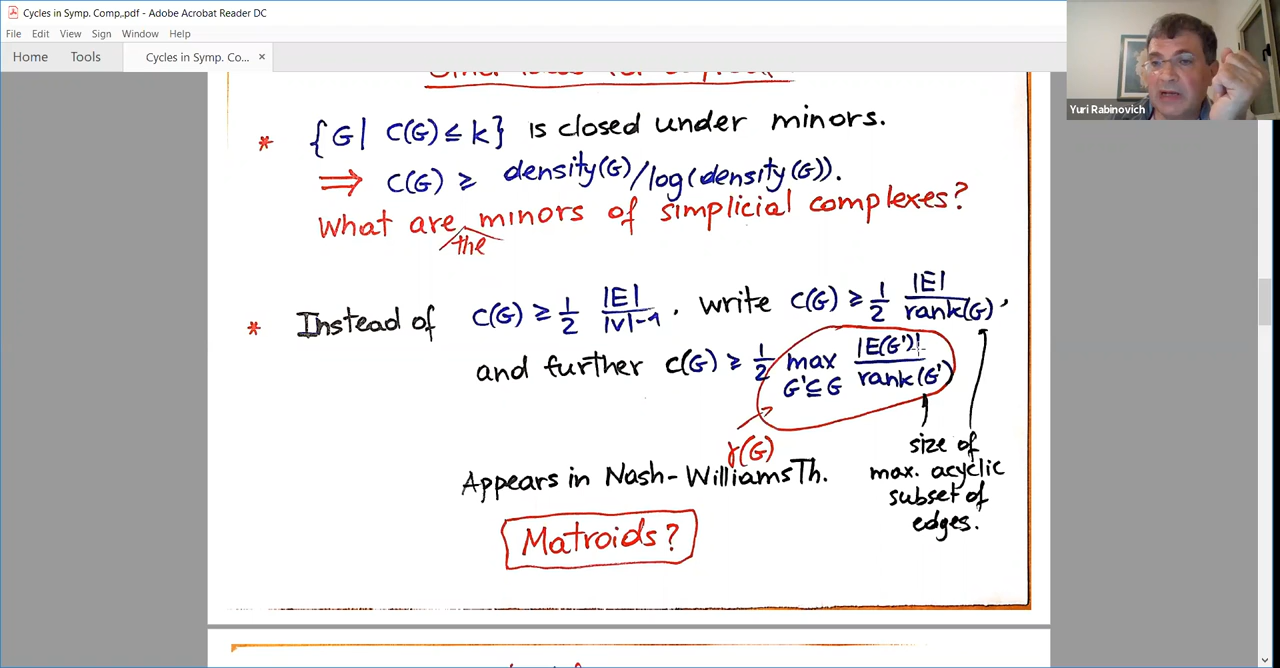 Cycles in Symp. Comp,.pdf - Adobe Acrobat Reader DC
File Edit View Sign Window Help
Home Tools Cycles in Symp. Co... ×
Yuri Rabinovich
* {G | C(G) ≤ k} is closed under minors.
⇒ C(G) ≥ density(G)/log(density(G)).
What are the minors of simplicial complexes?
* Instead of C(G) ≥ 1/2 |E|/|V|-1. write C(G) ≥ 1/2 |E|/rank(G),
and further C(G) ≥ 1/2 max G'⊆G |E(G')|/rank(G')
γ(G)
size of
max. acyclic
subset of
edges.
Appears in Nash-Williams Th.
Matroids?